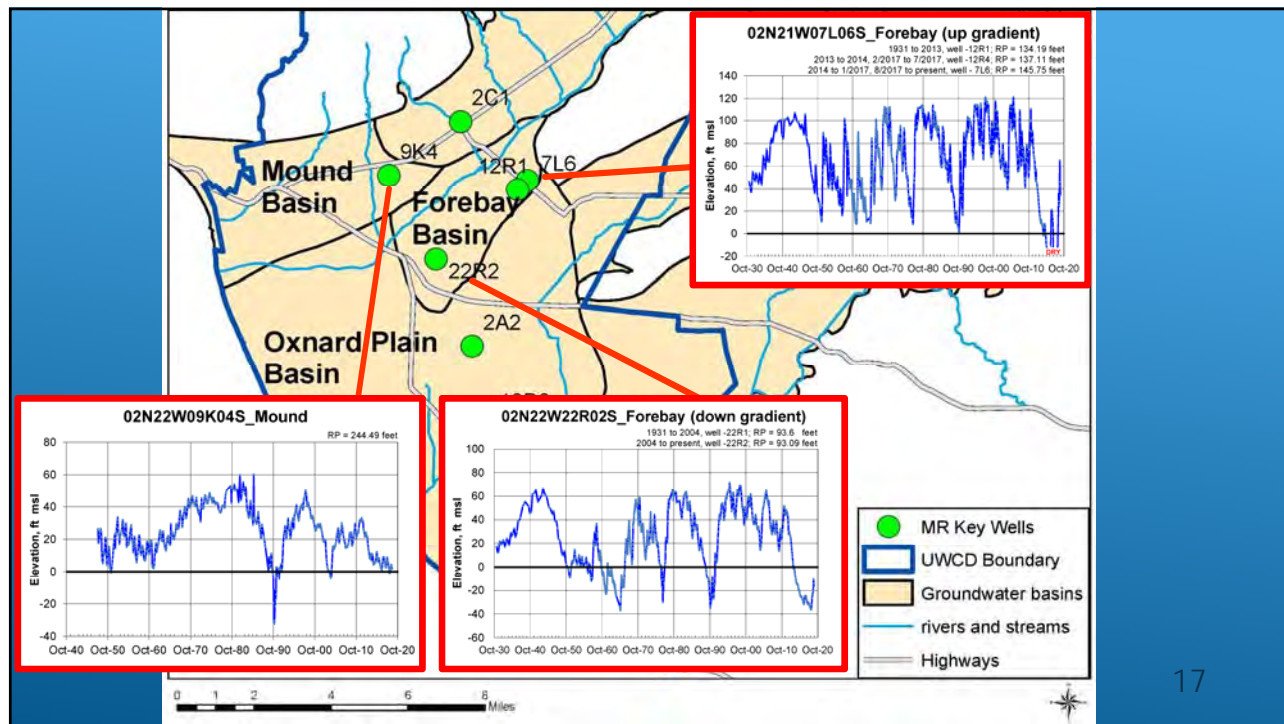 02N21W07L06S_Forebay (up gradient)
1931 to 2013, well -12R1; RP = 134.19 feet
2013 to 2014, 2/2017 to 7/2017, well -12R4; RP = 137.11 feet
2014 to 1/2017, 8/2017 to present, well - 7L6; RP = 145.75 feet
Elevation, ft msl
140
120
100
80
60
40
20
0
-20
DRY
Oct-30 Oct-40 Oct-50 Oct-60 Oct-70 Oct-80 Oct-90 Oct-00 Oct-10 Oct-20
2C1
9K4
12R1
7L6
Mound
Basin
Forebay
Basin
22R2
2A2
Oxnard Plain
Basin
02N22W09K04S_Mound
RP = 244.49 feet
Elevation, ft msl
80
60
40
20
0
-20
-40
Oct-40 Oct-50 Oct-60 Oct-70 Oct-80 Oct-90 Oct-00 Oct-10 Oct-20
02N22W22R02S_Forebay (down gradient)
1931 to 2004, well -22R1; RP = 93.6 feet
2004 to present, well -22R2; RP = 93.09 feet
Elevation, ft msl
100
80
60
40
20
0
-20
-40
-60
Oct-30 Oct-40 Oct-50 Oct-60 Oct-70 Oct-80 Oct-90 Oct-00 Oct-10 Oct-20
MR Key Wells
UWCD Boundary
Groundwater basins
rivers and streams
Highways
0 1 2 4 6 8
Miles
17